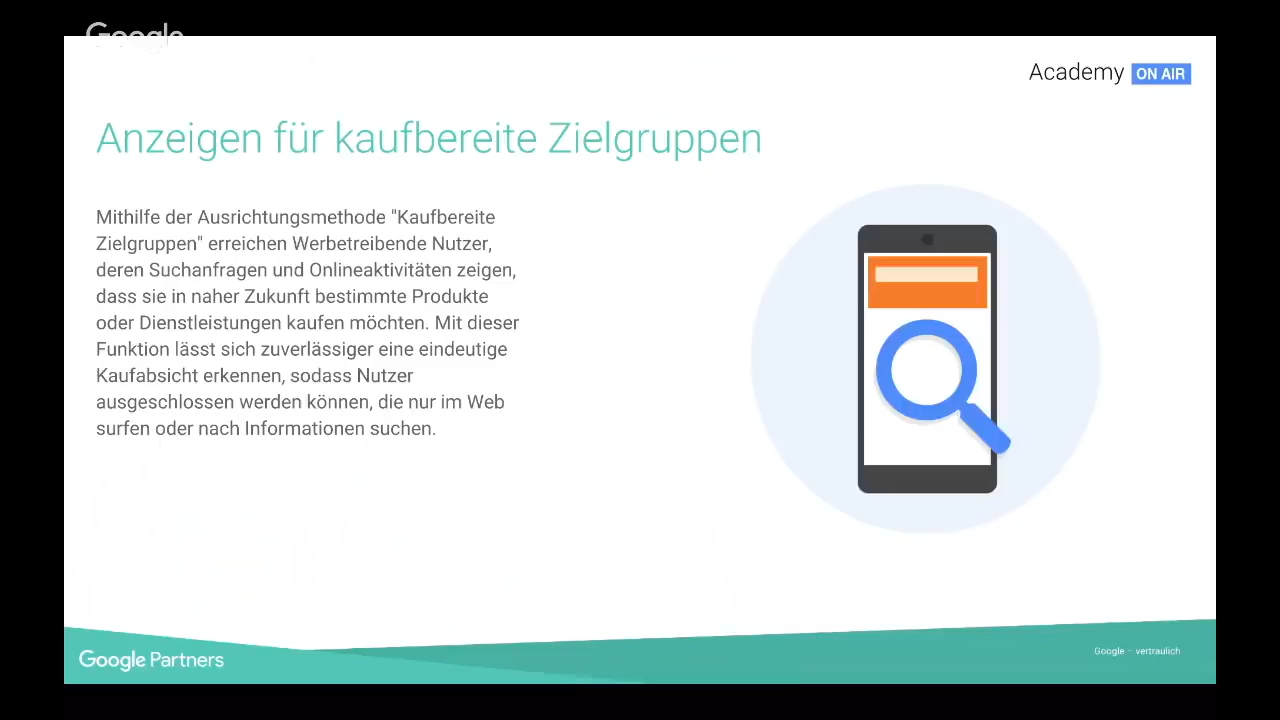 Google
Academy ON AIR
Anzeigen für kaufbereite Zielgruppen
Mithilfe der Ausrichtungsmethode "Kaufbereite
Zielgruppen" erreichen Werbetreibende Nutzer,
deren Suchanfragen und Onlineaktivitäten zeigen,
dass sie in naher Zukunft bestimmte Produkte
oder Dienstleistungen kaufen möchten. Mit dieser
Funktion lässt sich zuverlässiger eine eindeutige
Kaufabsicht erkennen, sodass Nutzer
ausgeschlossen werden können, die nur im Web
surfen oder nach Informationen suchen.
Google Partners
Google – vertraulich